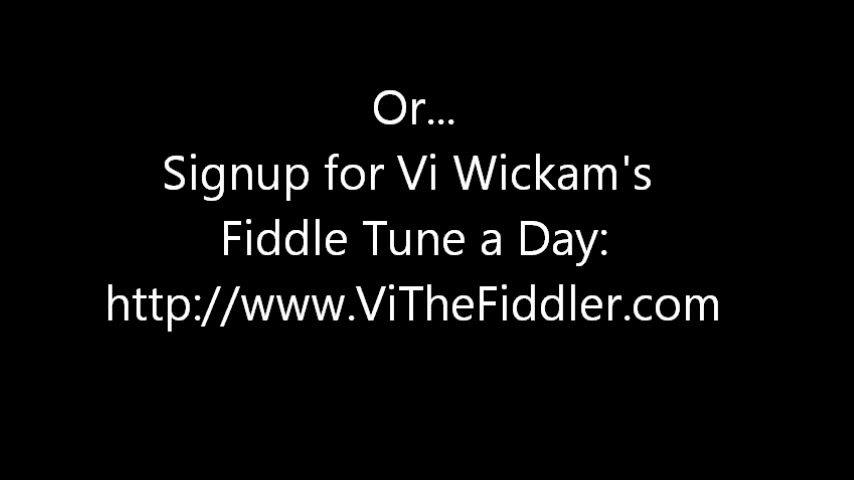 Or...
Signup for Vi Wickam's
Fiddle Tune a Day:
http://www.ViTheFiddler.com